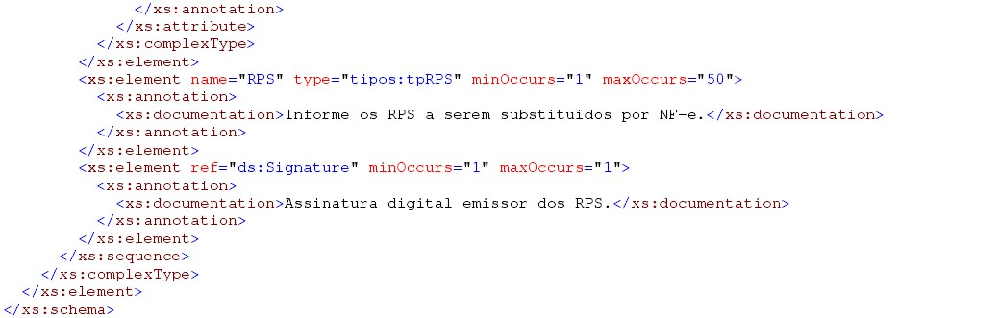 </xs:annotation>
</xs:attribute>
</xs:complexType>
</xs:element>
<xs:element name="RPS" type="tipos:tpRPS" minOccurs="1" maxOccurs="50">
<xs:annotation>
<xs:documentation>Informe os RPS a serem substituidos por NF-e.</xs:documentation>
</xs:annotation>
</xs:element>
<xs:element ref="ds:Signature" minOccurs="1" maxOccurs="1">
<xs:annotation>
<xs:documentation>Assinatura digital emissor dos RPS.</xs:documentation>
</xs:annotation>
</xs:element>
</xs:sequence>
</xs:complexType>
</xs:element>
</xs:schema>